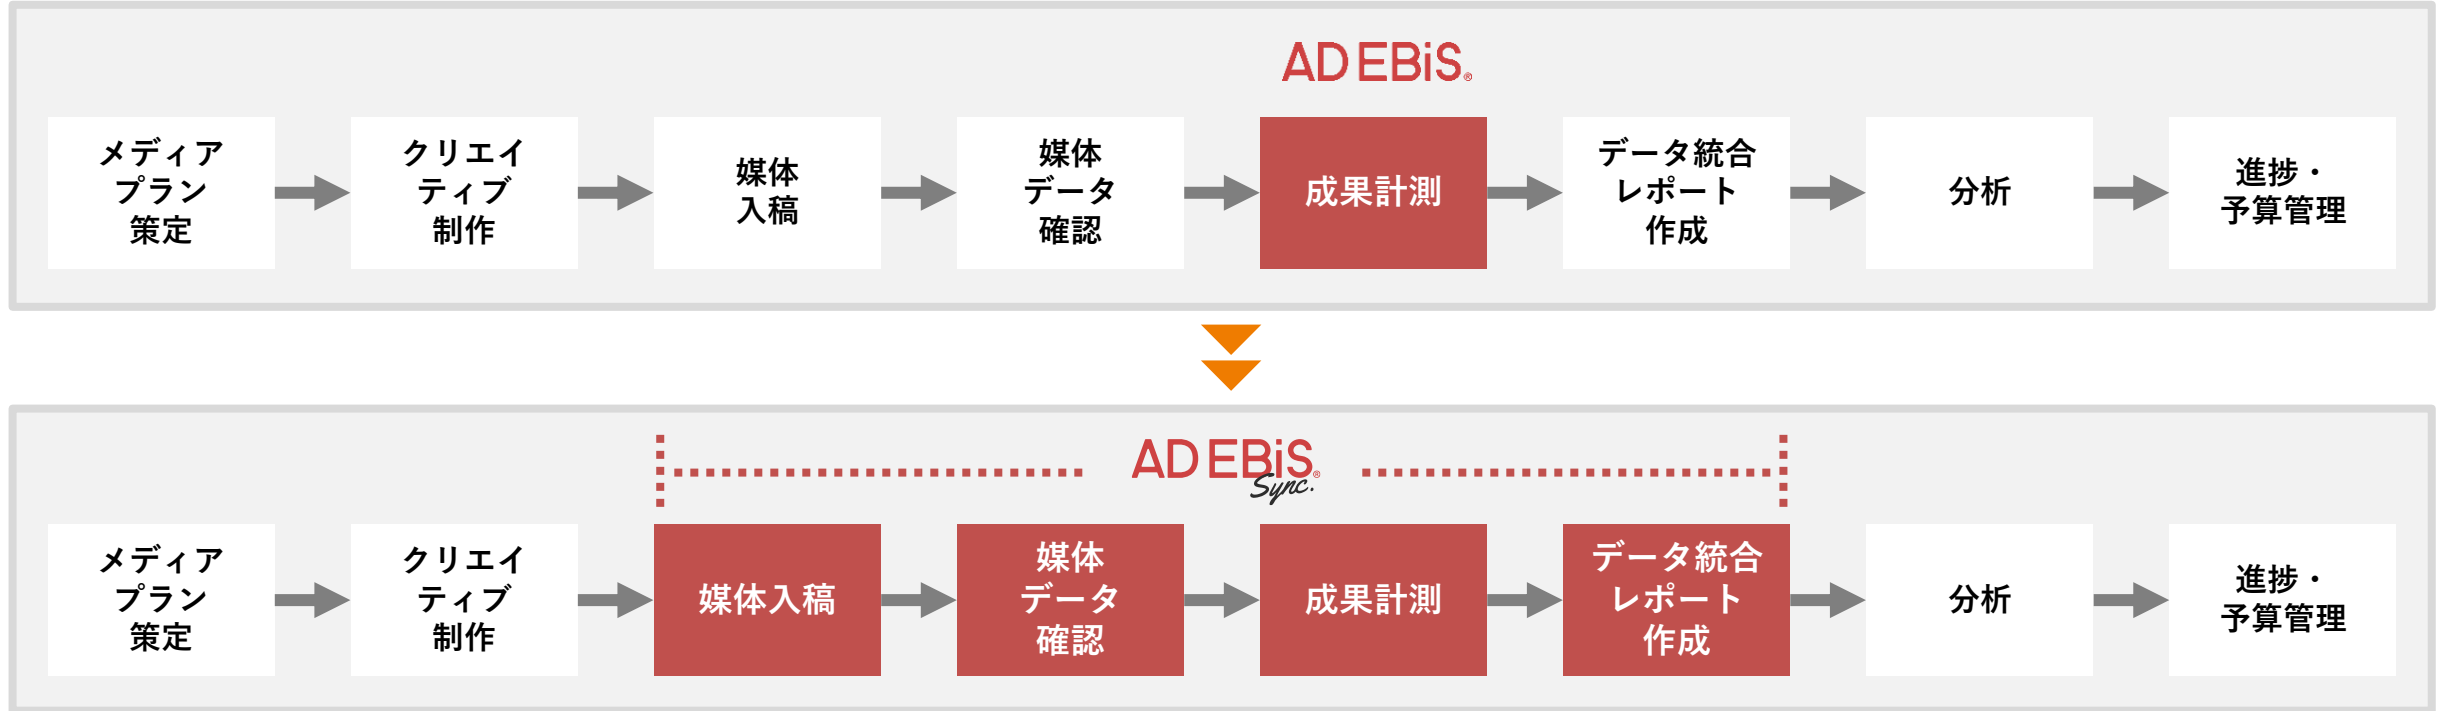 AD EBiS®
メディア
プラン
策定
クリエイ
ティブ
制作
媒体
入稿
媒体
データ
確認
成果計測
データ統合
レポート
作成
分析
進捗・
予算管理
AD EBiS®
Sync.
メディア
プラン
策定
クリエイ
ティブ
制作
媒体入稿
媒体
データ
確認
成果計測
データ統合
レポート
作成
分析
進捗・
予算管理